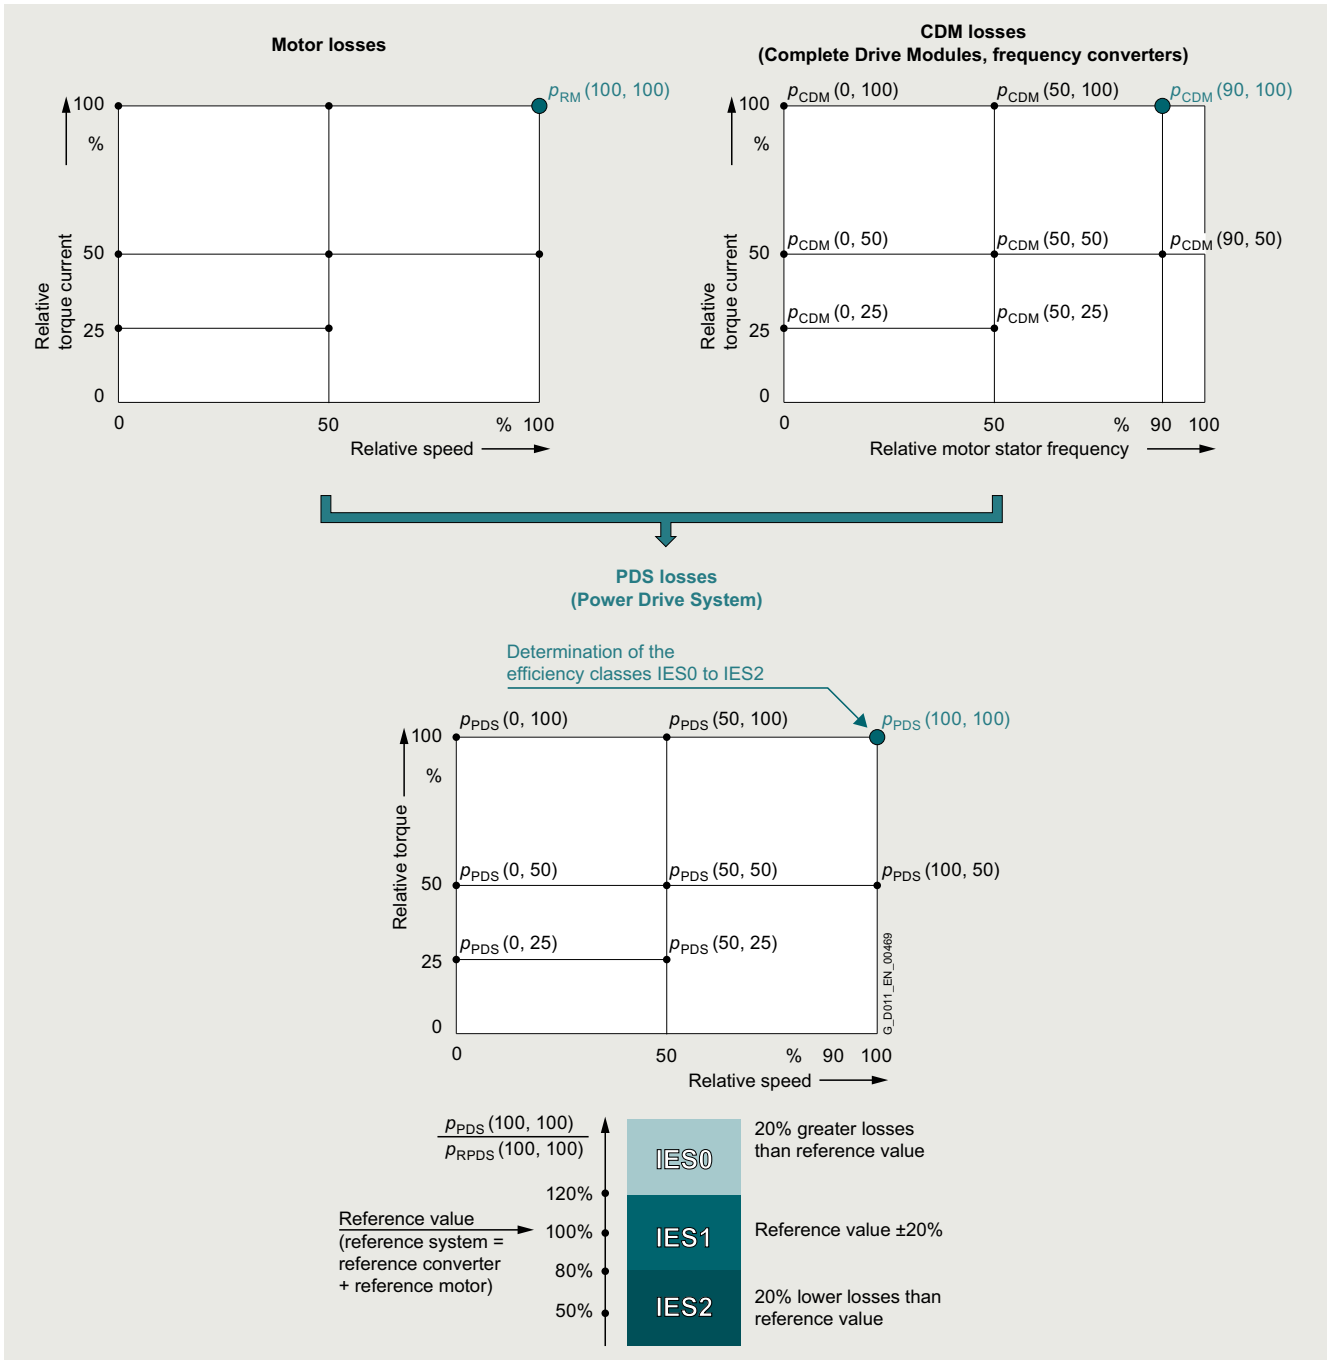 Motor losses
CDM losses
(Complete Drive Modules, frequency converters)
pRM (100, 100)
100
%
50
25
0
Relative
torque current
0 50 % 100
Relative speed
pCDM (0, 100) pCDM (50, 100) pCDM (90, 100)
100
%
pCDM (0, 50) pCDM (50, 50) pCDM (90, 50)
50
pCDM (0, 25) pCDM (50, 25)
25
0
Relative
torque current
0 50 % 90 100
Relative motor stator frequency
PDS losses
(Power Drive System)
Determination of the
efficiency classes IES0 to IES2
pPDS (0, 100) pPDS (50, 100) pPDS (100, 100)
100
%
Relative torque
pPDS (0, 50) pPDS (50, 50) pPDS (100, 50)
50
pPDS (0, 25) pPDS (50, 25)
25
0
G_D011_EN_00469
0 50 % 90 100
Relative speed
pPDS (100, 100)
pRPDS (100, 100)
IES0
20% greater losses
than reference value
120%
Reference value
(reference system =
reference converter
+ reference motor)
100%
IES1
Reference value ±20%
80%
50%
IES2
20% lower losses than
reference value